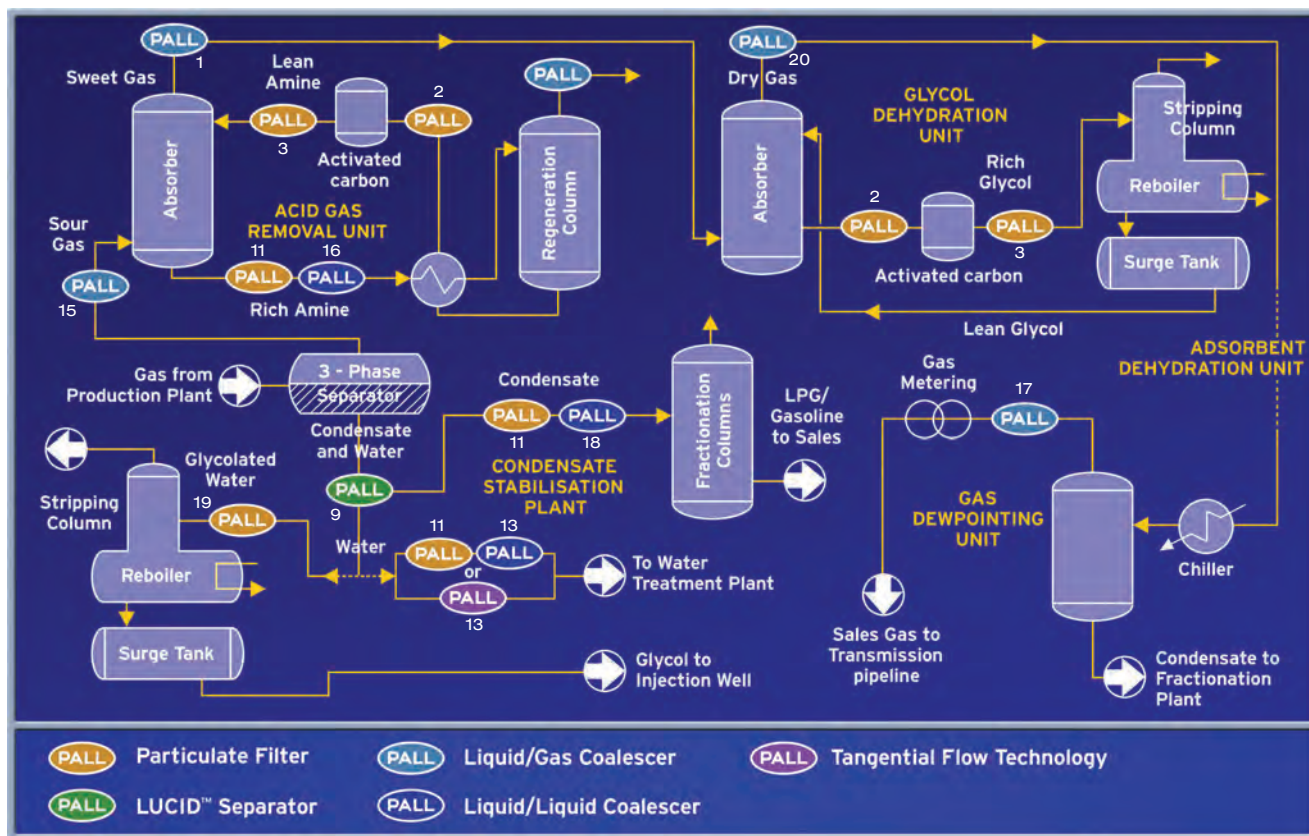 PALL
1
Sweet Gas
Lean
Amine
PALL
3
Activated
carbon
2
PALL
PALL
Absorber
Regeneration
Column
ACID GAS
REMOVAL UNIT
Sour
Gas
PALL
15
11
PALL
16
PALL
Rich Amine
PALL
20
Dry Gas
GLYCOL
DEHYDRATION
UNIT
Absorber
2
PALL
Activated carbon
Rich
Glycol
PALL
3
Stripping
Column
Reboiler
Surge Tank
Lean Glycol
ADSORBENT
DEHYDRATION UNIT
Gas from
Production Plant
3 - Phase
Separator
Condensate
and Water
PALL
9
Condensate
PALL
11
PALL
18
CONDENSATE
STABILISATION
PLANT
Fractionation
Columns
LPG/
Gasoline
to Sales
Gas
Metering
17
PALL
GAS
DEWPOINTING
UNIT
Chiller
Glycolated
Water
19
PALL
Stripping
Column
Reboiler
Surge Tank
Water
11
PALL
13
PALL
or
PALL
13
To Water
Treatment Plant
Glycol to
Injection Well
Sales Gas to
Transmission
pipeline
Condensate to
Fractionation
Plant
PALL Particulate Filter
PALL Liquid/Gas Coalescer
PALL Tangential Flow Technology
PALL LUCID™ Separator
PALL Liquid/Liquid Coalescer